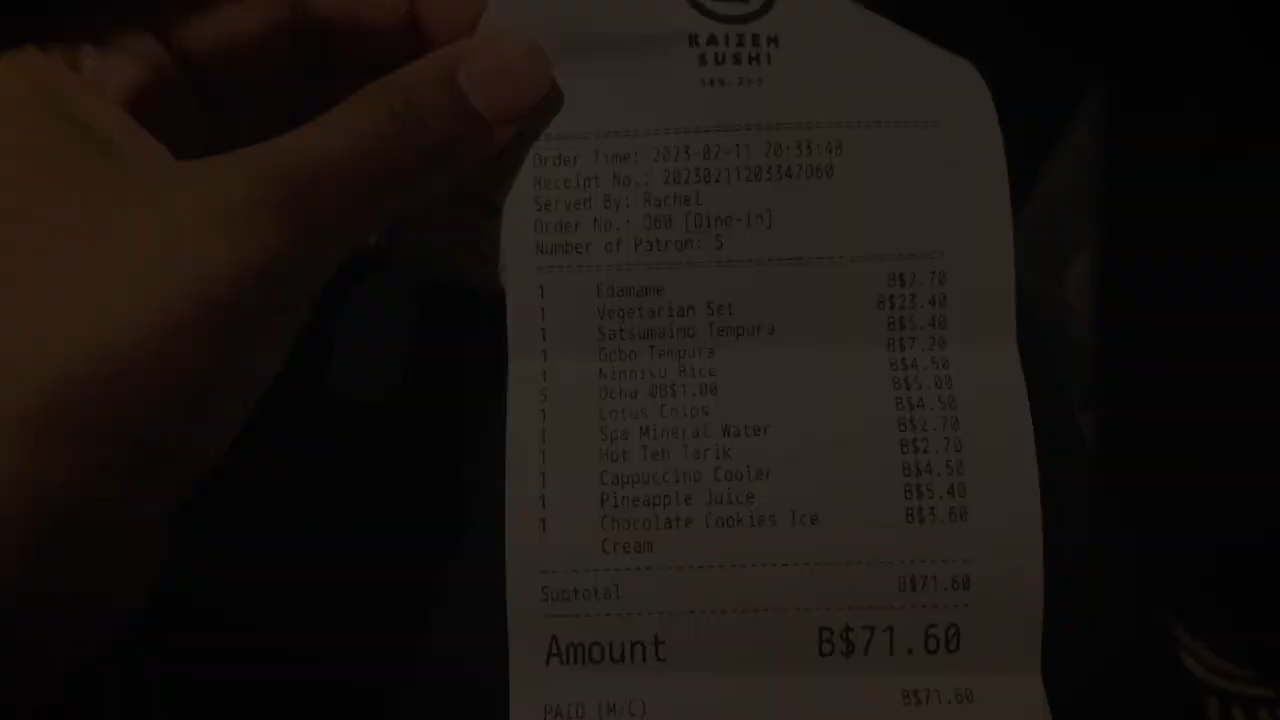 KAIZEN
SUSHI
Order Time: 2023-02-11 20:33:48
Receipt No.: 20230211203347060
Served By: Rachel
Order No.: 060 [Dine-in]
Number of Patron: 5
1 Edamame B$2.70
1 Vegetarian Set B$23.40
1 Satsumaimo Tempura B$5.40
1 Gobo Tempura B$7.20
1 Ninniku Rice B$4.50
5 Ocha @B$1.00 B$5.00
1 Lotus Chips B$4.50
1 Spa Mineral Water B$2.70
1 Hot Teh Tarik B$2.70
1 Cappuccino Cooler B$4.50
1 Pineapple Juice B$5.40
1 Chocolate Cookies Ice B$3.60
Cream
Subtotal B$71.60
Amount B$71.60
PAID (M/C) B$71.60